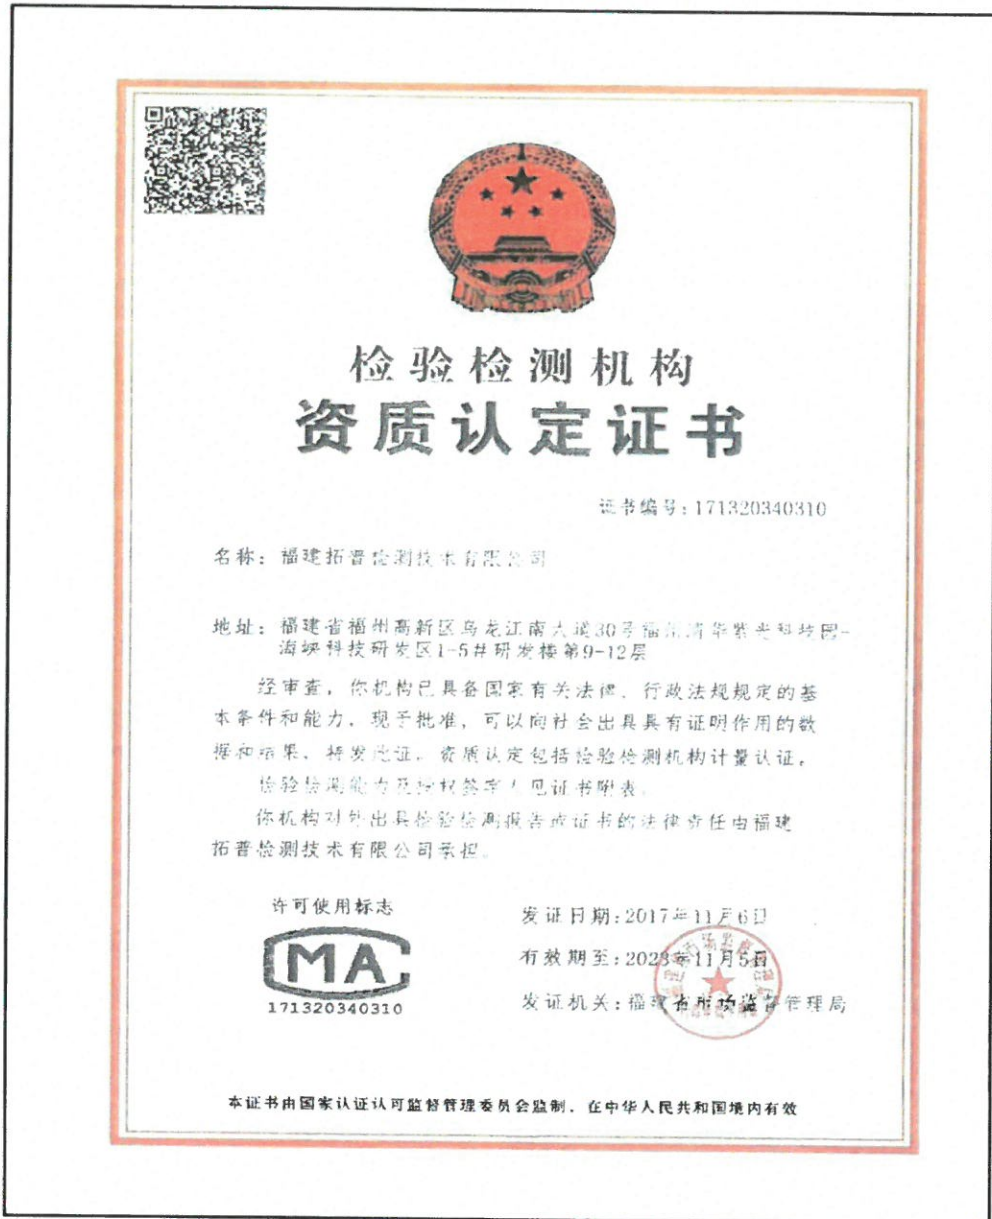 检验检测机构
资质认定证书
证书编号:171320340310
名称：福建拓普检测技术有限公司
地址：福建省福州高新区乌龙江南大道30号福州清华紫光科技园-
海峡科技研发区1-5#研发楼第9-12层
经审查，你机构已具备国家有关法律、行政法规规定的基
本条件和能力，现予批准，可以向社会出具具有证明作用的数
据和结果，特发此证。资质认定包括检验检测机构计量认证。
检验检测能力及授权签字人见证书附表。
你机构对外出具检验检测报告或证书的法律责任由福建
拓普检测技术有限公司承担。
许可使用标志
MA
171320340310
发证日期:2017年11月6日
有效期至:2023年11月5日
发证机关:福建省市场监督管理局
本证书由国家认证认可监督管理委员会监制，在中华人民共和国境内有效